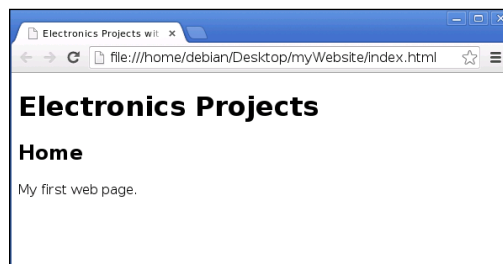 Electronics Projects wit
file:///home/debian/Desktop/myWebsite/index.html
Electronics Projects
Home
My first web page.